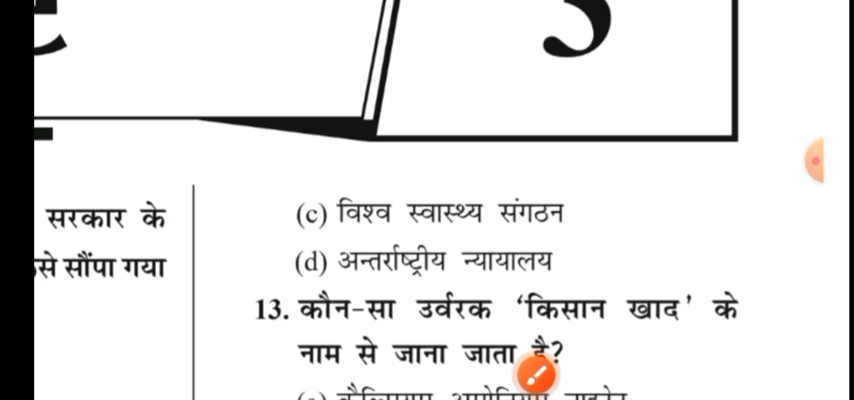 सरकार के
से सौंपा गया
(c) विश्व स्वास्थ्य संगठन
(d) अन्तर्राष्ट्रीय न्यायालय
13. कौन-सा उर्वरक ‘किसान खाद’ के
नाम से जाना जाता है?